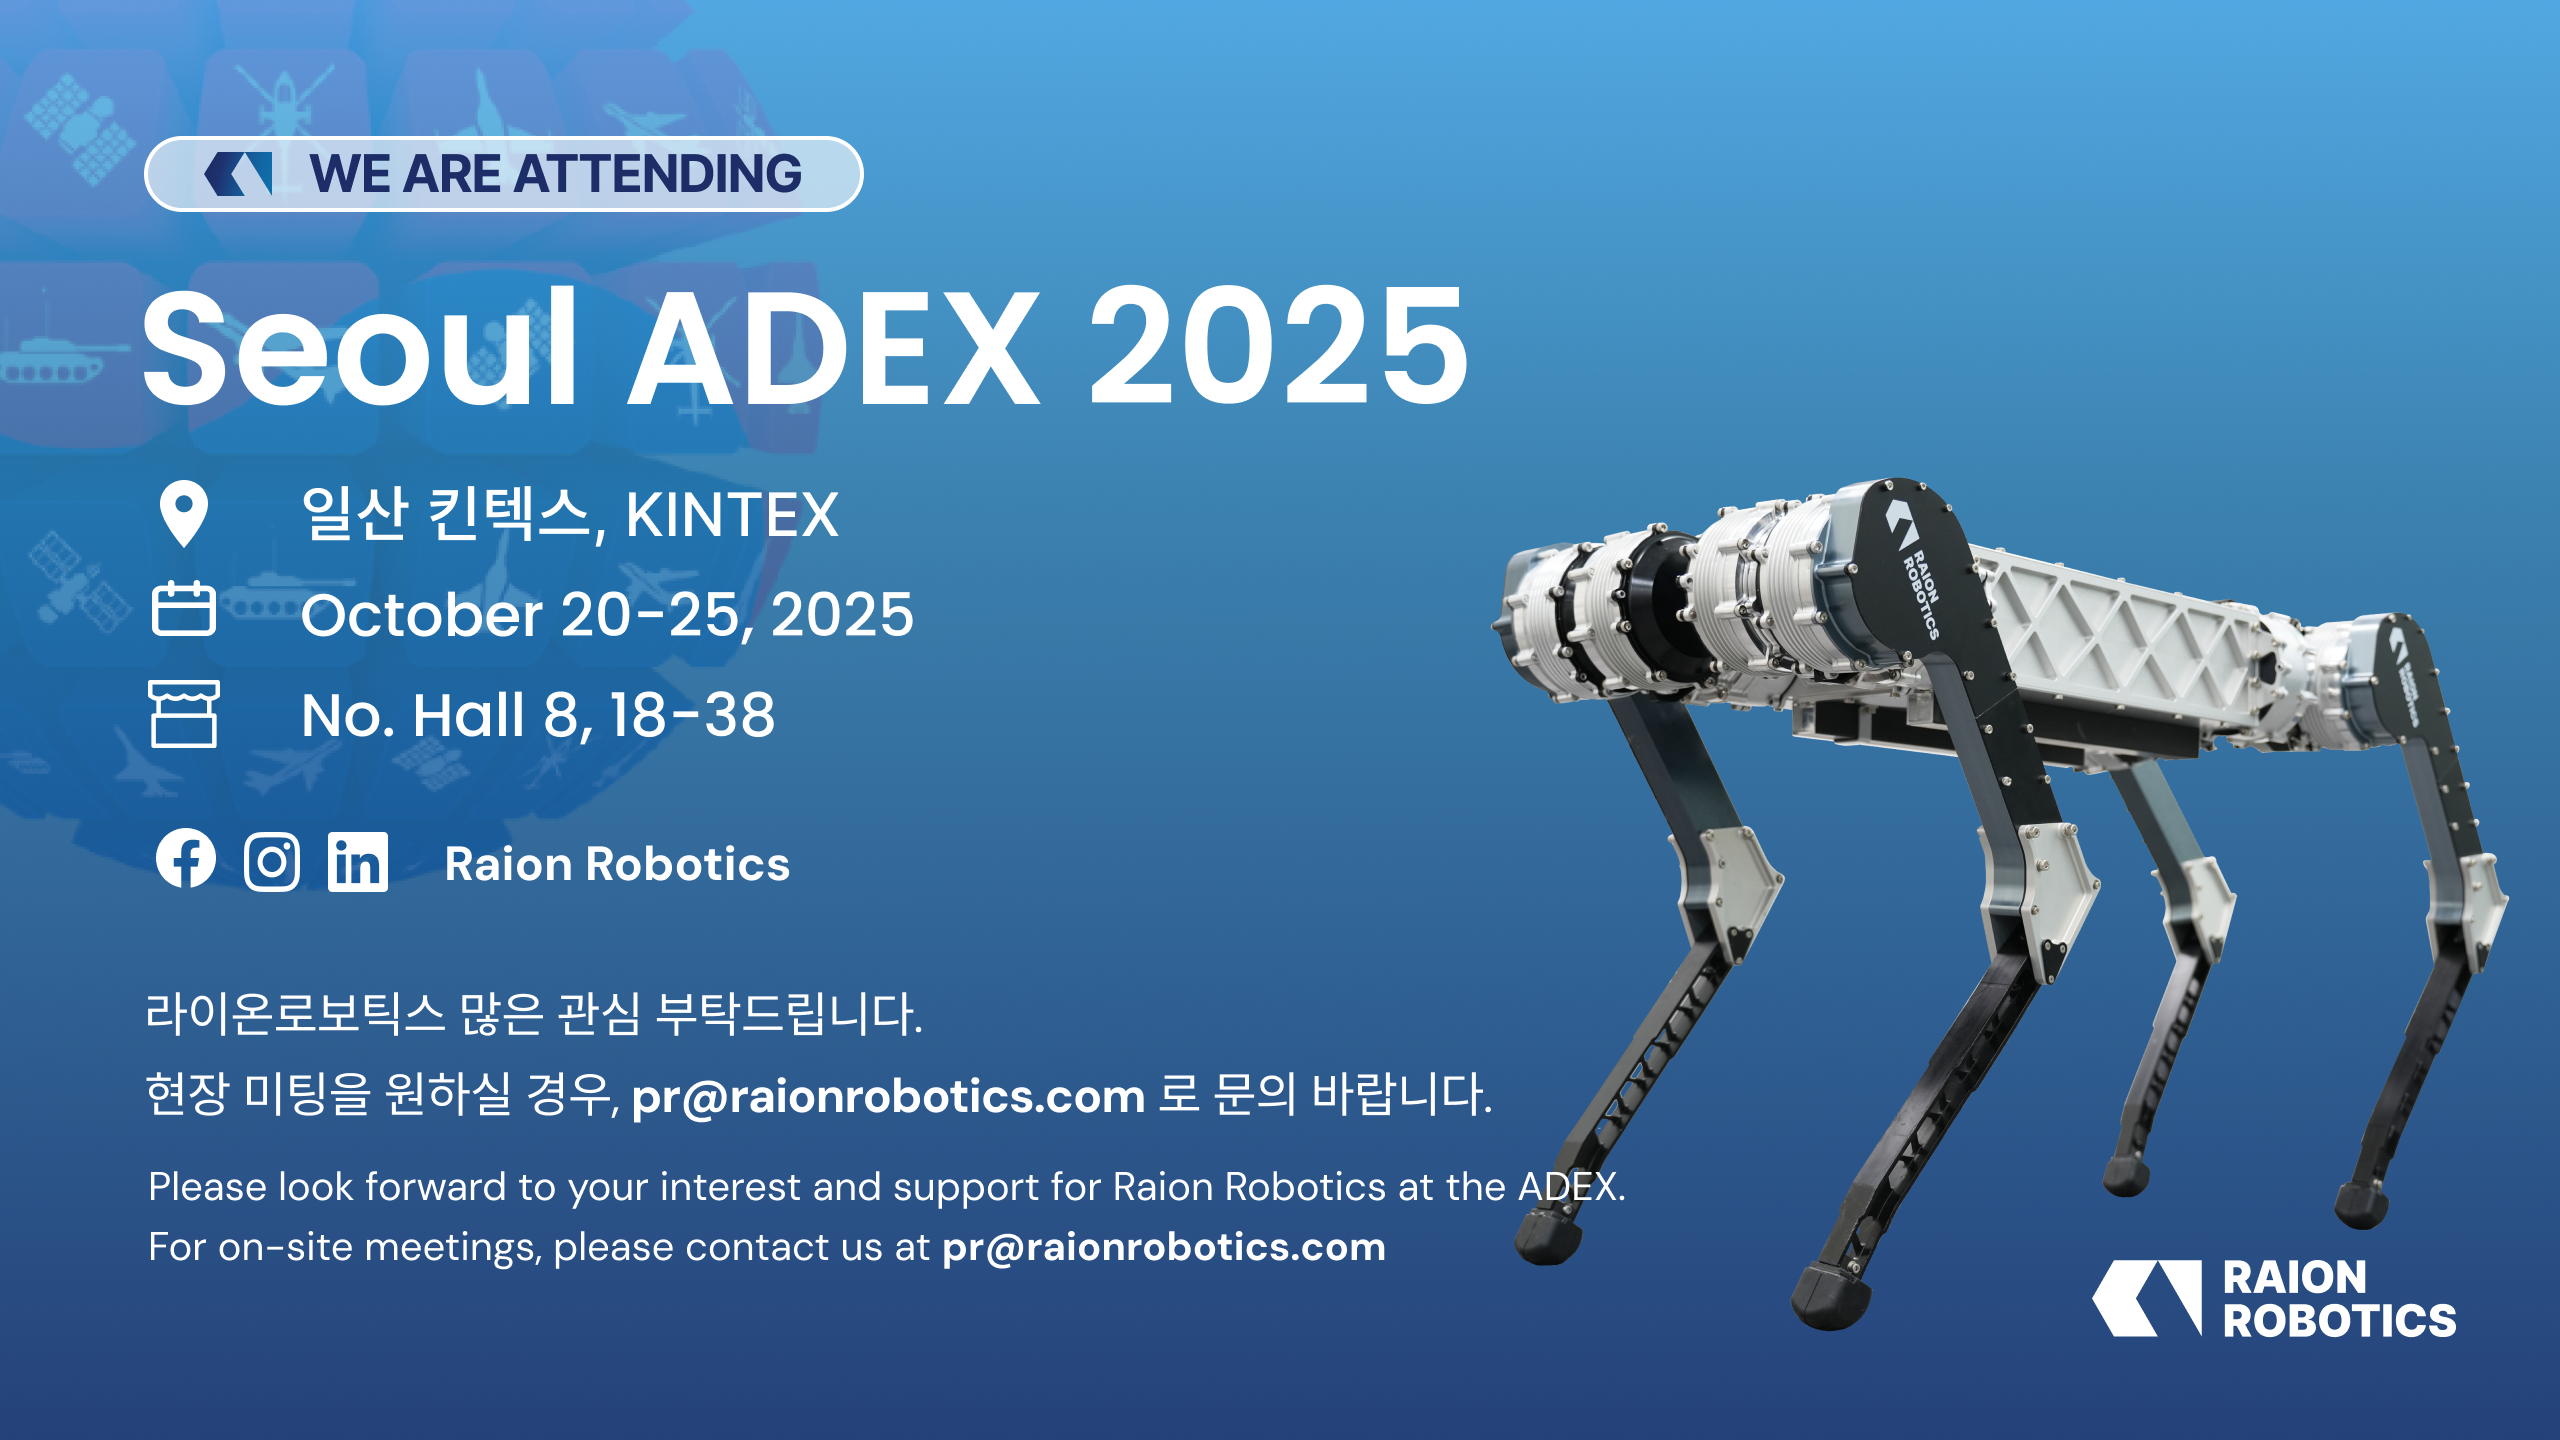 WE ARE ATTENDING
Seoul ADEX 2025
일산 킨텍스, KINTEX
October 20-25, 2025
No. Hall 8, 18-38
Raion Robotics
라이온로보틱스 많은 관심 부탁드립니다.
현장 미팅을 원하실 경우, pr@raionrobotics.com 로 문의 바랍니다.
Please look forward to your interest and support for Raion Robotics at the ADEX.
For on-site meetings, please contact us at pr@raionrobotics.com
RAION
ROBOTICS
RAION
ROBOTICS
RAION
ROBOTICS